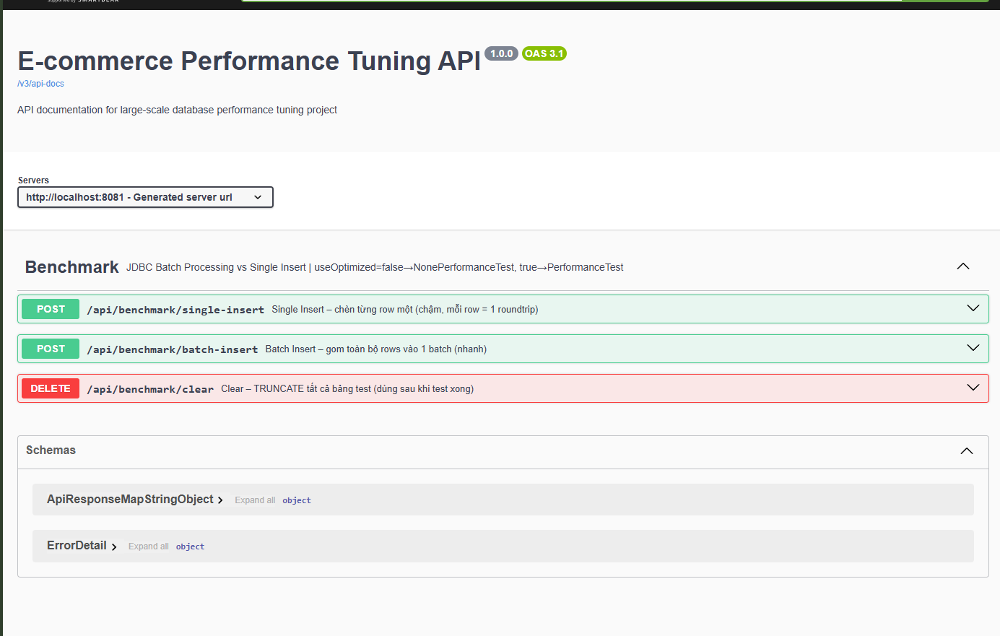 Supported by SMARTBEAR
E-commerce Performance Tuning API 1.0.0 OAS 3.1
/v3/api-docs
API documentation for large-scale database performance tuning project
Servers
http://localhost:8081 - Generated server url
Benchmark JDBC Batch Processing vs Single Insert | useOptimized=false→NonePerformanceTest, true→PerformanceTest
POST /api/benchmark/single-insert Single Insert – chèn từng row một (chậm, mỗi row = 1 roundtrip)
POST /api/benchmark/batch-insert Batch Insert – gom toàn bộ rows vào 1 batch (nhanh)
DELETE /api/benchmark/clear Clear – TRUNCATE tất cả bảng test (dùng sau khi test xong)
Schemas
ApiResponseMapStringObject Expand all object
ErrorDetail Expand all object